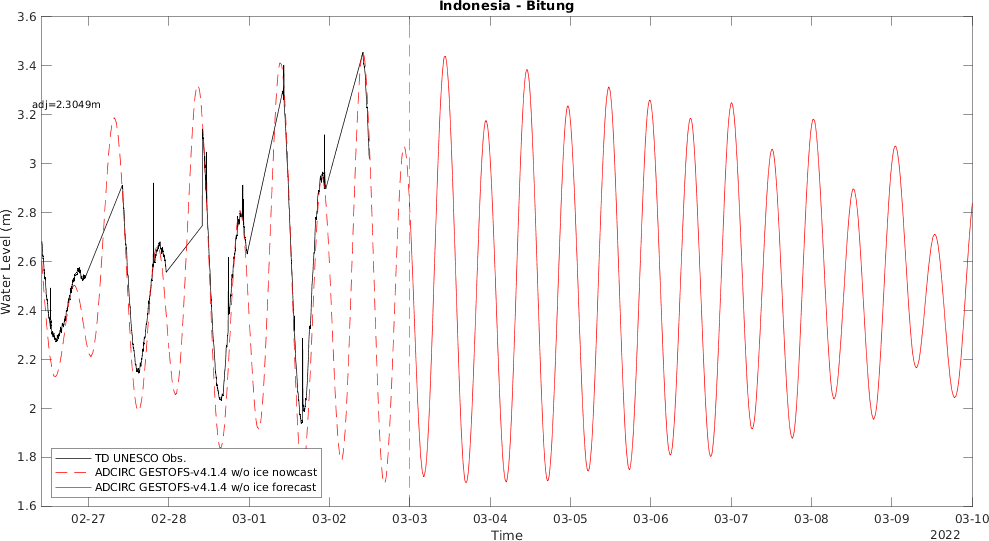 Indonesia - Bitung
3.6
3.4
adj=2.3049m
3.2
3
2.8
2.6
2.4
2.2
2
1.8
1.6
Water Level (m)
TD UNESCO Obs.
ADCIRC GESTOFS-v4.1.4 w/o ice nowcast
ADCIRC GESTOFS-v4.1.4 w/o ice forecast
02-27 02-28 03-01 03-02 03-03 03-04 03-05 03-06 03-07 03-08 03-09 03-10
Time
2022